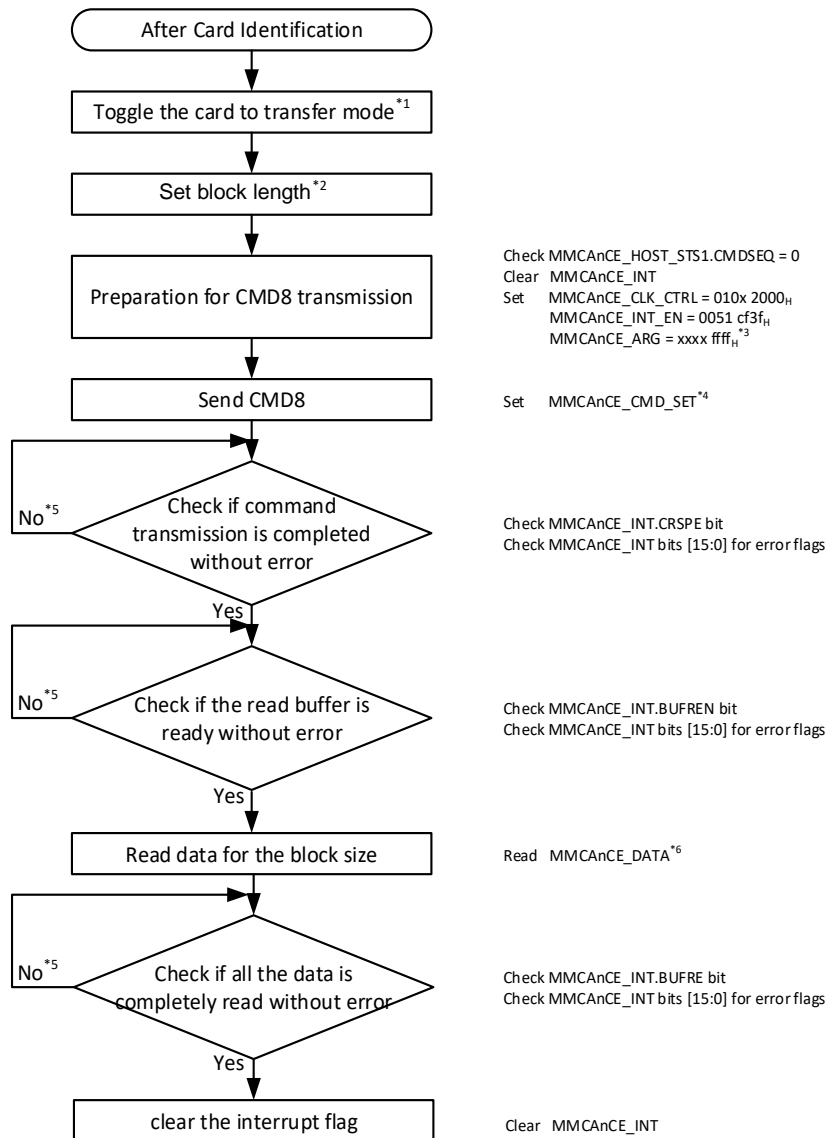 After Card Identification
Toggle the card to transfer mode*1
Set block length*2
Preparation for CMD8 transmission
Check MMCAnCE_HOST_STS1.CMDSEQ = 0
Clear MMCAnCE_INT
Set MMCAnCE_CLK_CTRL = 010x 2000H
MMCAnCE_INT_EN = 0051 cf3fH
MMCAnCE_ARG = xxxx ffffH*3
Send CMD8
Set MMCAnCE_CMD_SET*4
No*5
Check if command
transmission is completed
without error
Check MMCAnCE_INT.CRSPE bit
Check MMCAnCE_INT bits [15:0] for error flags
Yes
No*5
Check if the read buffer is
ready without error
Check MMCAnCE_INT.BUFREN bit
Check MMCAnCE_INT bits [15:0] for error flags
Yes
Read data for the block size
Read MMCAnCE_DATA*6
No*5
Check if all the data is
completely read without error
Check MMCAnCE_INT.BUFRE bit
Check MMCAnCE_INT bits [15:0] for error flags
Yes
clear the interrupt flag
Clear MMCAnCE_INT